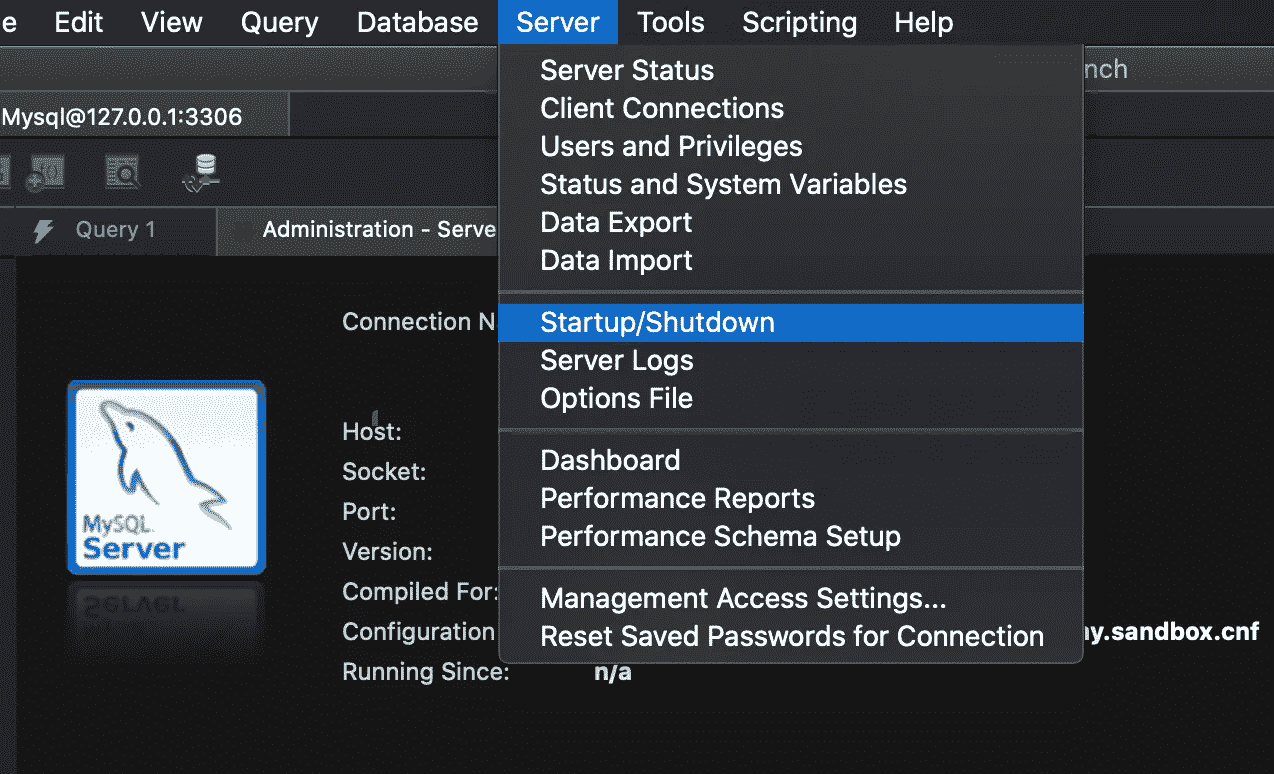 e Edit View Query Database Server Tools Scripting Help
nch
Mysql@127.0.0.1:3306
Query 1 Administration - Serve
Server Status
Client Connections
Users and Privileges
Status and System Variables
Data Export
Data Import
Startup/Shutdown
Server Logs
Options File
Dashboard
Performance Reports
Performance Schema Setup
Management Access Settings...
Reset Saved Passwords for Connection
Connection N
Host:
Socket:
Port:
Version:
Compiled For:
Configuration my.sandbox.cnf
Running Since: n/a
MySQL
Server